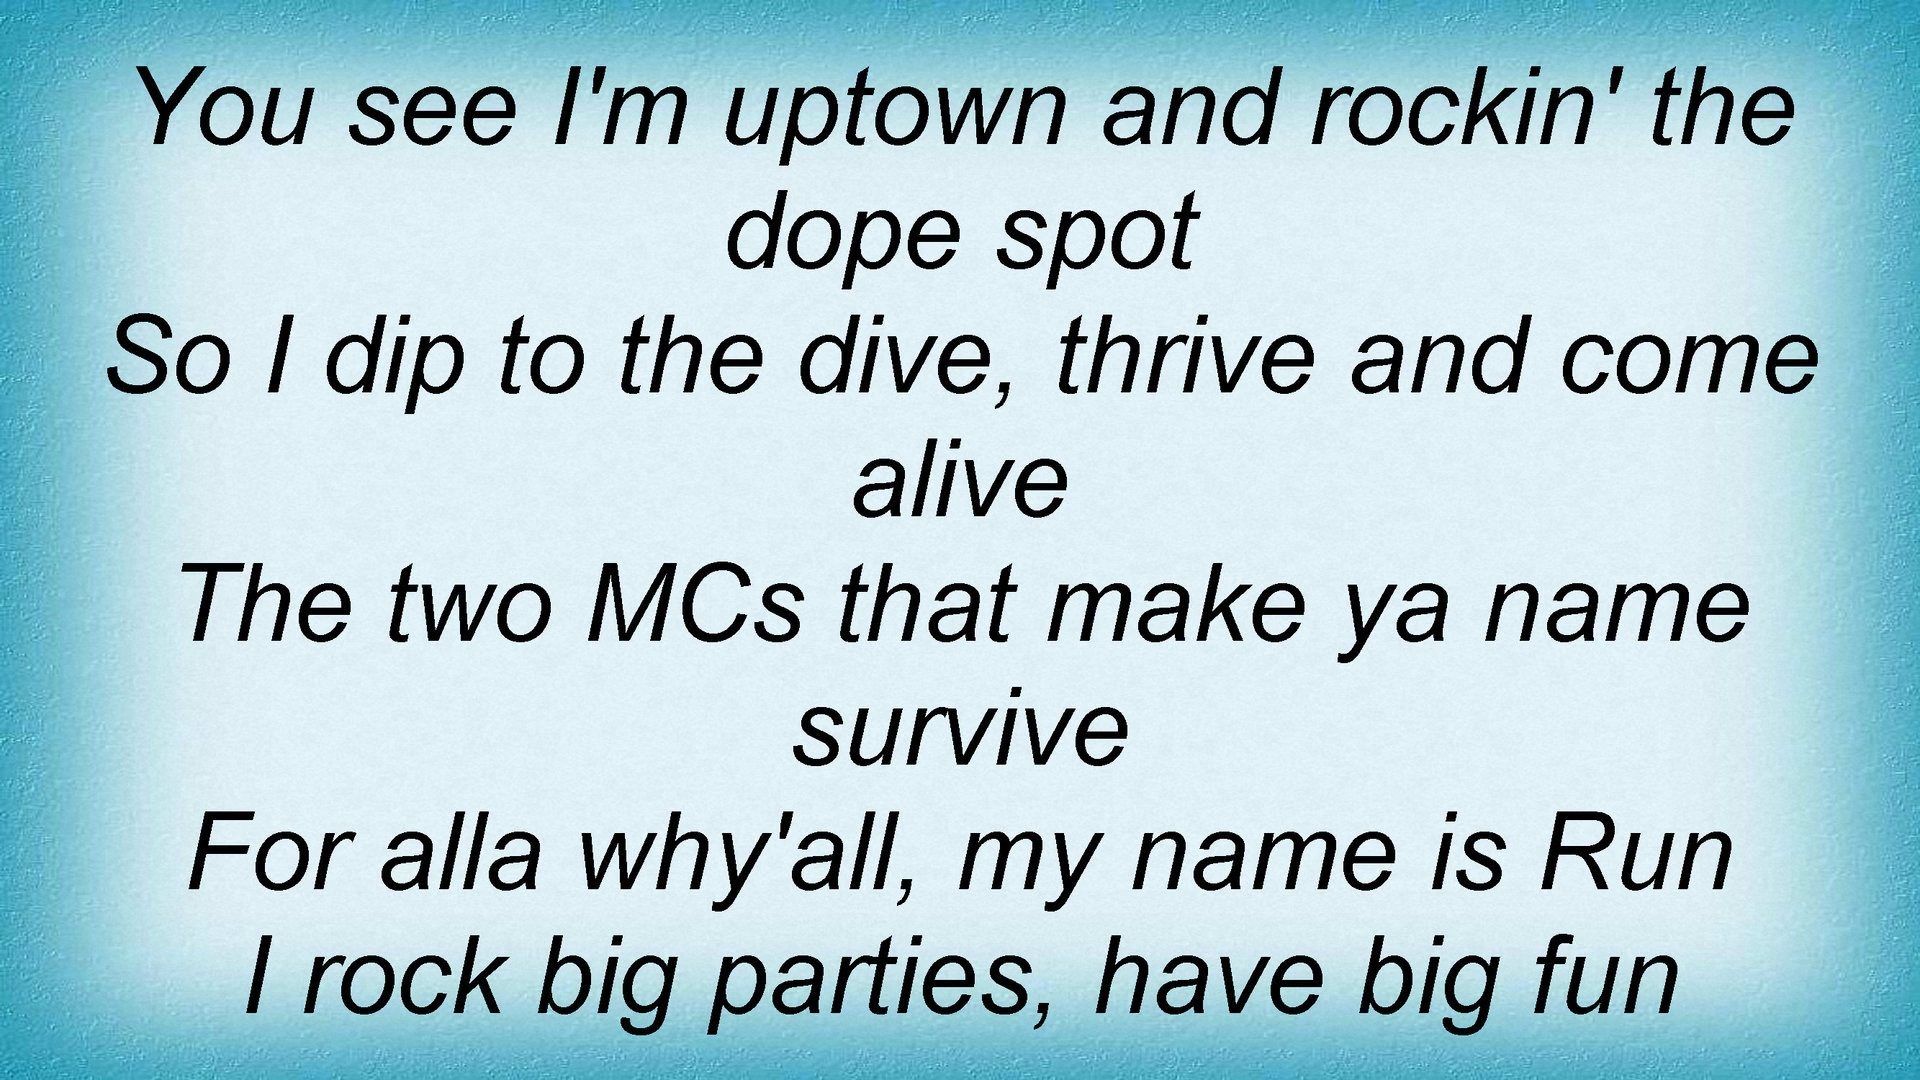 You see I'm uptown and rockin' the
dope spot
So I dip to the dive, thrive and come
alive
The two MCs that make ya name
survive
For alla why'all, my name is Run
I rock big parties, have big fun